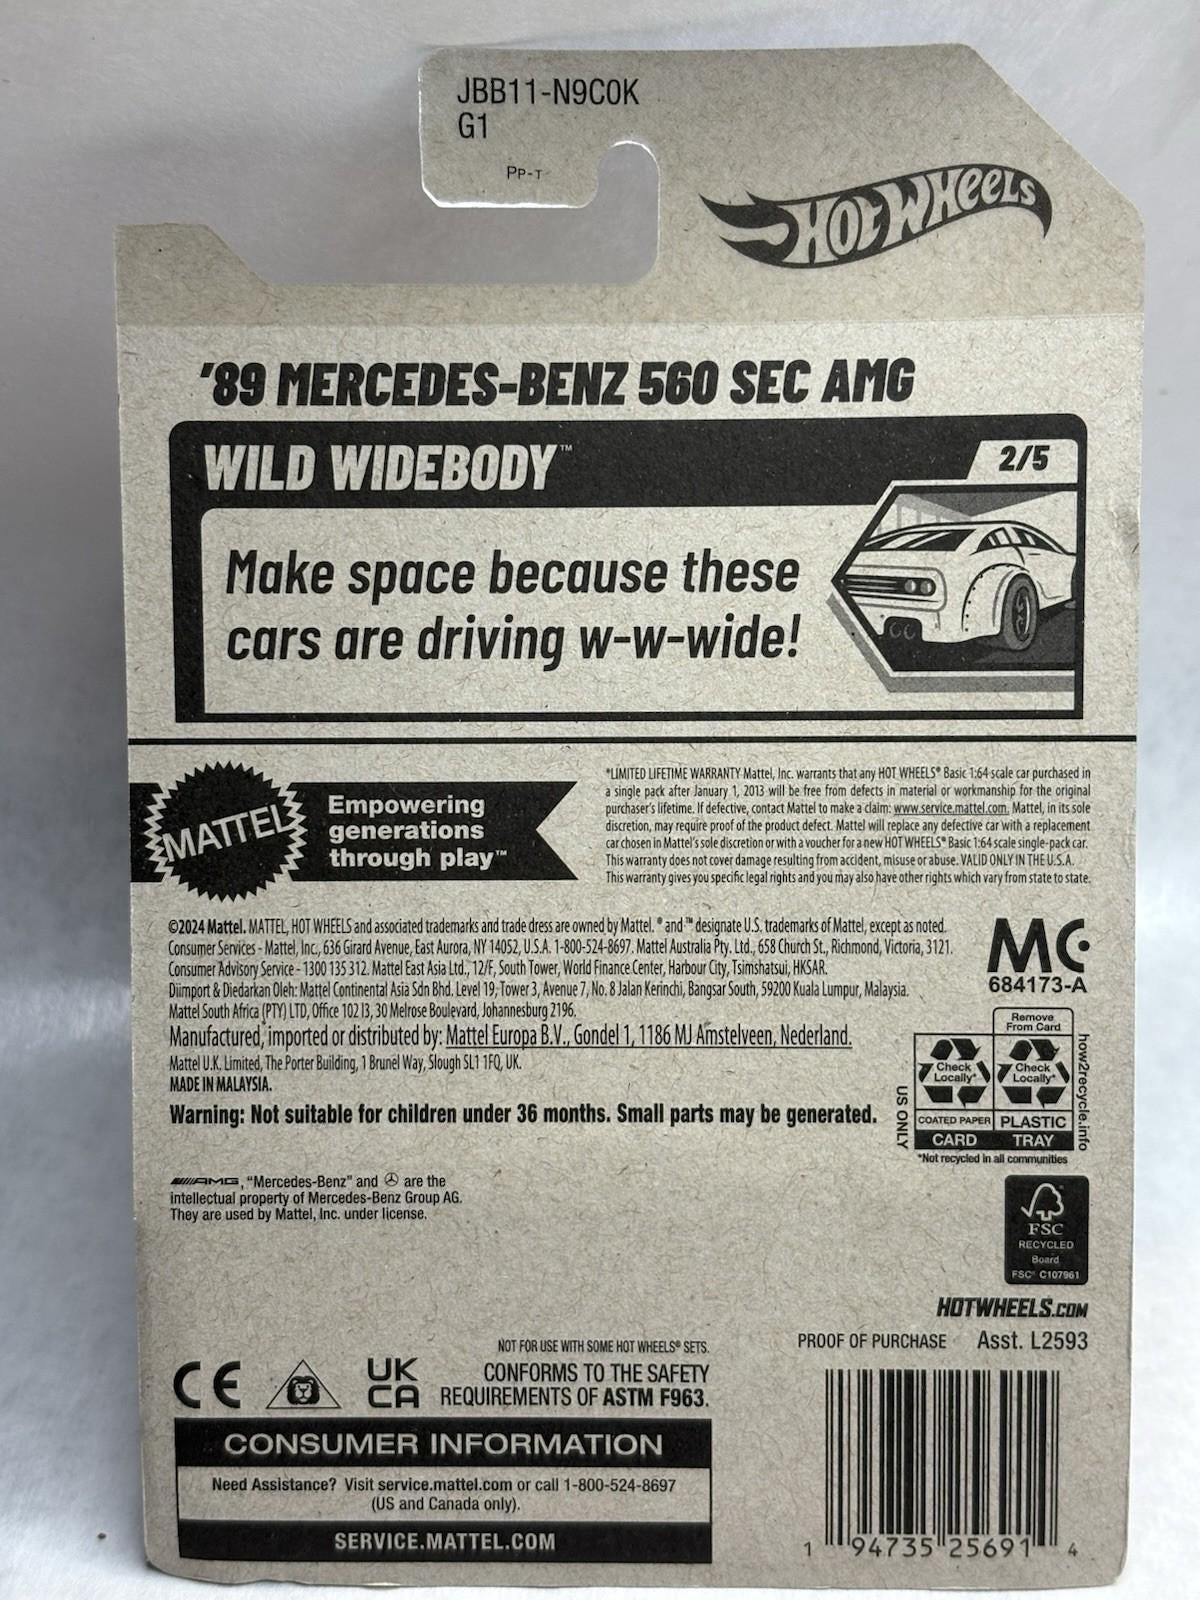 JBB11-N9C0K
G1
PP-T
HOT WHEELS
'89 MERCEDES-BENZ 560 SEC AMG
WILD WIDEBODY™
2/5
Make space because these
cars are driving w-w-wide!
MATTEL
Empowering
generations
through play™
*LIMITED LIFETIME WARRANTY Mattel, Inc. warrants that any HOT WHEELS® Basic 1:64 scale car purchased in
a single pack after January 1, 2013 will be free from defects in material or workmanship for the original
purchaser's lifetime. If defective, contact Mattel to make a claim: www.service.mattel.com. Mattel, in its sole
discretion, may require proof of the product defect. Mattel will replace any defective car with a replacement
car chosen in Mattel's sole discretion or with a voucher for a new HOT WHEELS® Basic 1:64 scale single-pack car.
This warranty does not cover damage resulting from accident, misuse or abuse. VALID ONLY IN THE U.S.A.
This warranty gives you specific legal rights and you may also have other rights which vary from state to state.
©2024 Mattel. MATTEL, HOT WHEELS and associated trademarks and trade dress are owned by Mattel. ® and ™ designate U.S. trademarks of Mattel, except as noted.
Consumer Services - Mattel, Inc., 636 Girard Avenue, East Aurora, NY 14052, U.S.A. 1-800-524-8697. Mattel Australia Pty. Ltd., 658 Church St., Richmond, Victoria, 3121.
Consumer Advisory Service - 1300 135 312. Mattel East Asia Ltd., 12/F, South Tower, World Finance Center, Harbour City, Tsimshatsui, HKSAR.
Diimport & Diedarkan Oleh: Mattel Continental Asia Sdn Bhd. Level 19, Tower 3, Avenue 7, No. 8 Jalan Kerinchi, Bangsar South, 59200 Kuala Lumpur, Malaysia.
Mattel South Africa (PTY) LTD, Office 102 I3, 30 Melrose Boulevard, Johannesburg 2196.
Manufactured, imported or distributed by: Mattel Europa B.V., Gondel 1, 1186 MJ Amstelveen, Nederland.
Mattel U.K. Limited, The Porter Building, 1 Brunel Way, Slough SL1 1FQ, UK.
MADE IN MALAYSIA.
Warning: Not suitable for children under 36 months. Small parts may be generated.
MC
684173-A
Remove
From Card
Check
Locally*
Check
Locally*
COATED PAPER
PLASTIC
CARD
TRAY
US ONLY
how2recycle.info
*Not recycled in all communities
AMG, "Mercedes-Benz" and are the
intellectual property of Mercedes-Benz Group AG.
They are used by Mattel, Inc. under license.
FSC
RECYCLED
Board
FSC® C107961
HOTWHEELS.COM
PROOF OF PURCHASE Asst. L2593
NOT FOR USE WITH SOME HOT WHEELS® SETS.
CONFORMS TO THE SAFETY
REQUIREMENTS OF ASTM F963.
CE
UK
CA
CONSUMER INFORMATION
Need Assistance? Visit service.mattel.com or call 1-800-524-8697
(US and Canada only).
SERVICE.MATTEL.COM
1 94735 25691 4